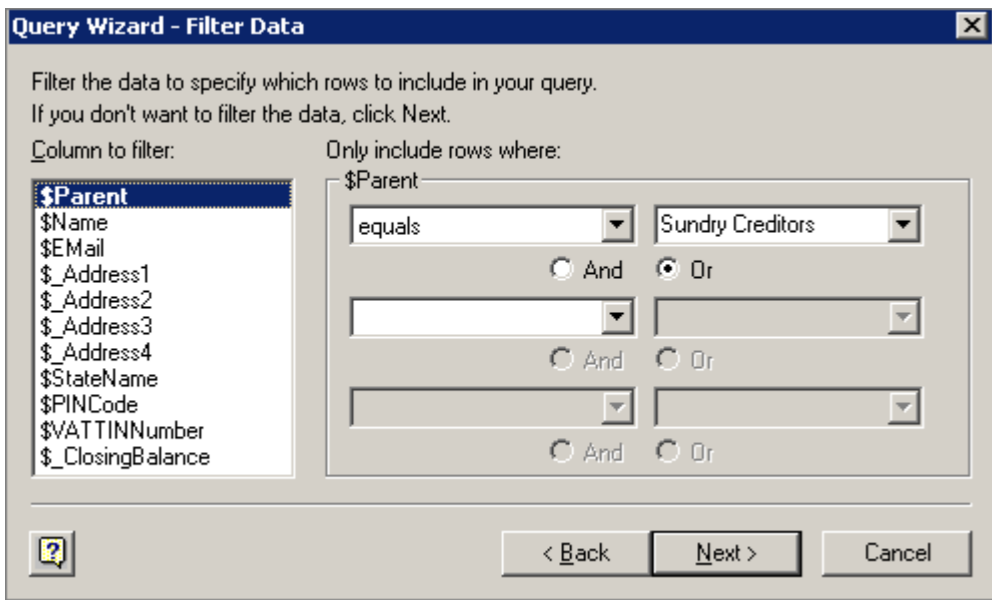 Query Wizard - Filter Data
Filter the data to specify which rows to include in your query.
If you don't want to filter the data, click Next.
Column to filter:
Only include rows where:
$Parent
$Name
$EMail
$_Address1
$_Address2
$_Address3
$_Address4
$StateName
$PINCode
$VATTINNumber
$_ClosingBalance
$Parent
equals Sundry Creditors
And Or
And Or
And Or
< Back Next > Cancel